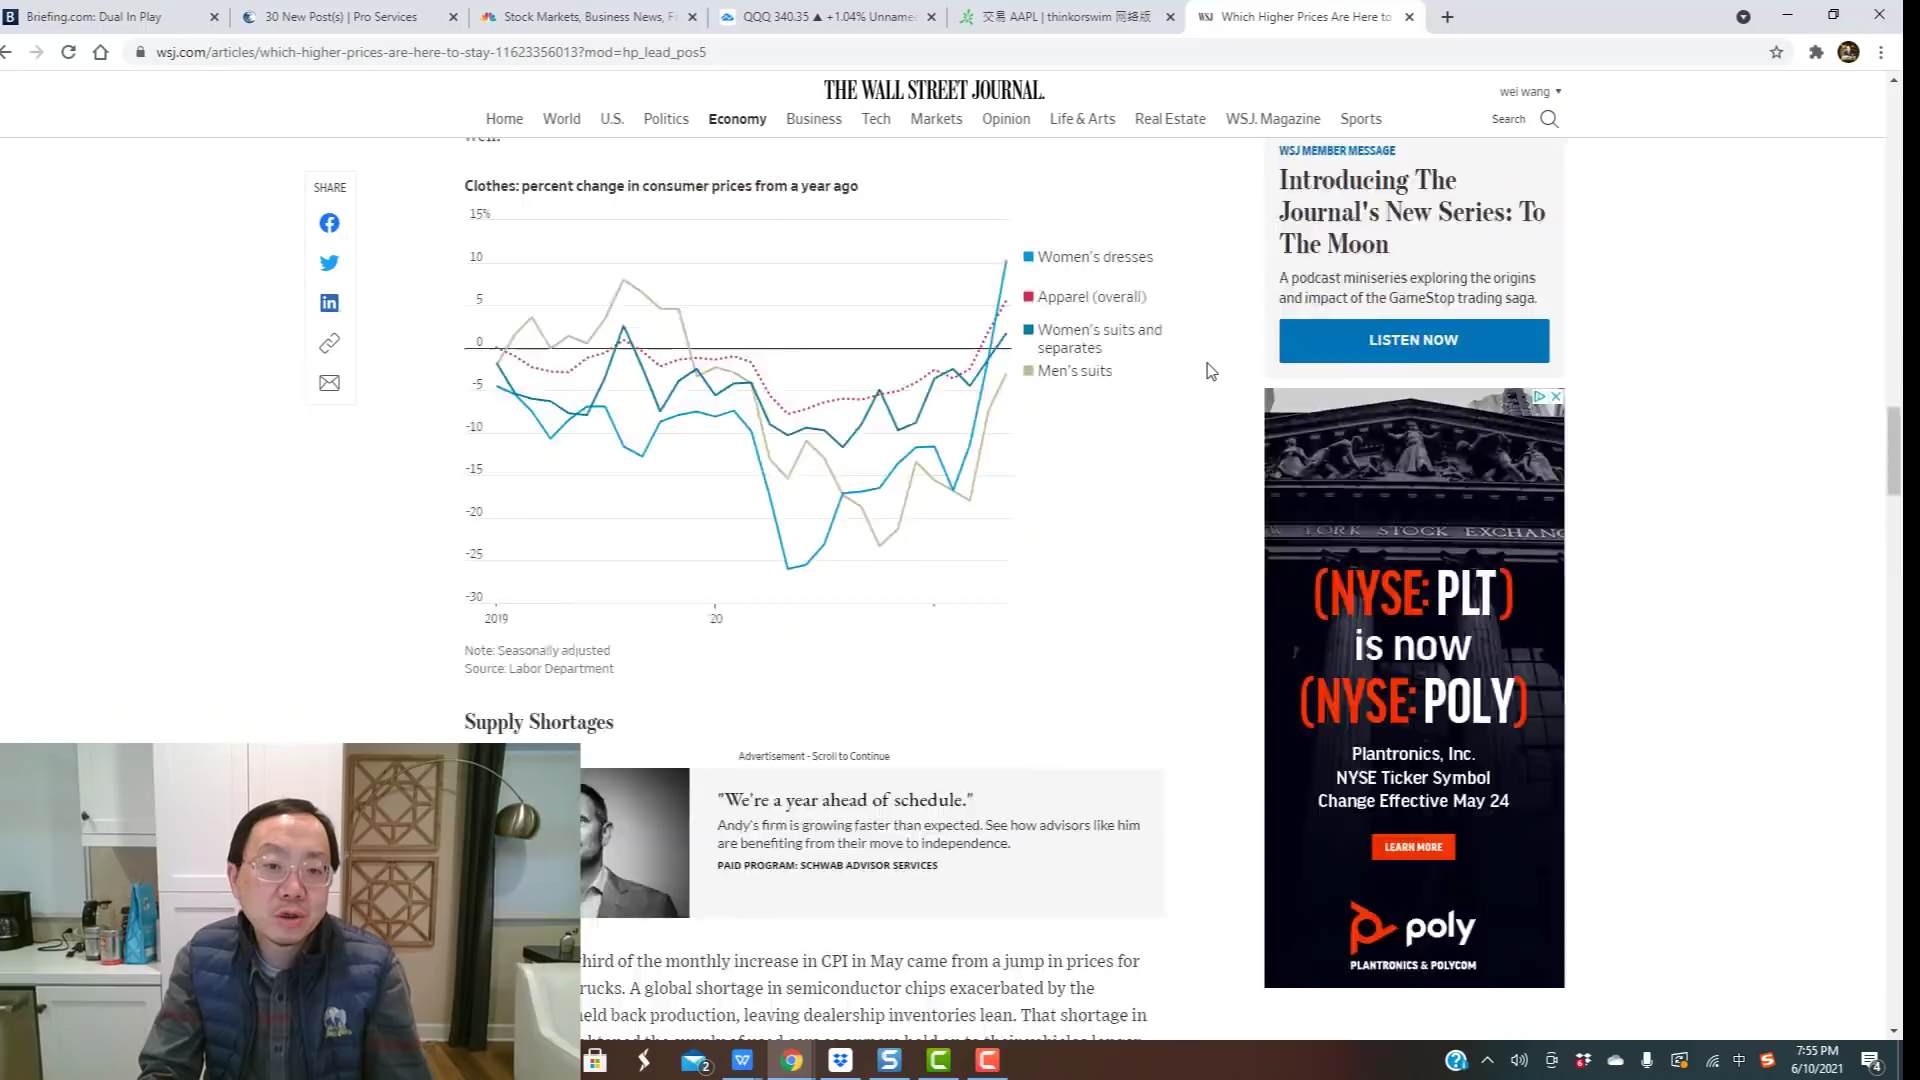 Briefing.com: Dual In Play
30 New Post(s) | Pro Services
Stock Markets, Business News, Fi
QQQ 340.35 ▲ +1.04% Unname
交易 AAPL | thinkorswim 网络版
WSJ Which Higher Prices Are Here to
wsj.com/articles/which-higher-prices-are-here-to-stay-11623356013?mod=hp_lead_pos5
THE WALL STREET JOURNAL.
wei wang
Home World U.S. Politics Economy Business Tech Markets Opinion Life & Arts Real Estate WSJ. Magazine Sports
Search
well.
SHARE
Clothes: percent change in consumer prices from a year ago
15%
10
5
0
-5
-10
-15
-20
-25
-30
2019
'20
Women's dresses
Apparel (overall)
Women's suits and
separates
Men's suits
Note: Seasonally adjusted
Source: Labor Department
Supply Shortages
Advertisement - Scroll to Continue
"We're a year ahead of schedule."
Andy's firm is growing faster than expected. See how advisors like him
are benefiting from their move to independence.
PAID PROGRAM: SCHWAB ADVISOR SERVICES
hird of the monthly increase in CPI in May came from a jump in prices for
rucks. A global shortage in semiconductor chips exacerbated by the
eld back production, leaving dealership inventories lean. That shortage in
WSJ MEMBER MESSAGE
Introducing The
Journal's New Series: To
The Moon
A podcast miniseries exploring the origins
and impact of the GameStop trading saga.
LISTEN NOW
W YORK STOCK EXCHANG
(NYSE: PLT)
is now
(NYSE: POLY)
Plantronics, Inc.
NYSE Ticker Symbol
Change Effective May 24
LEARN MORE
poly
PLANTRONICS & POLYCOM
2
中
7:55 PM
6/10/2021
4